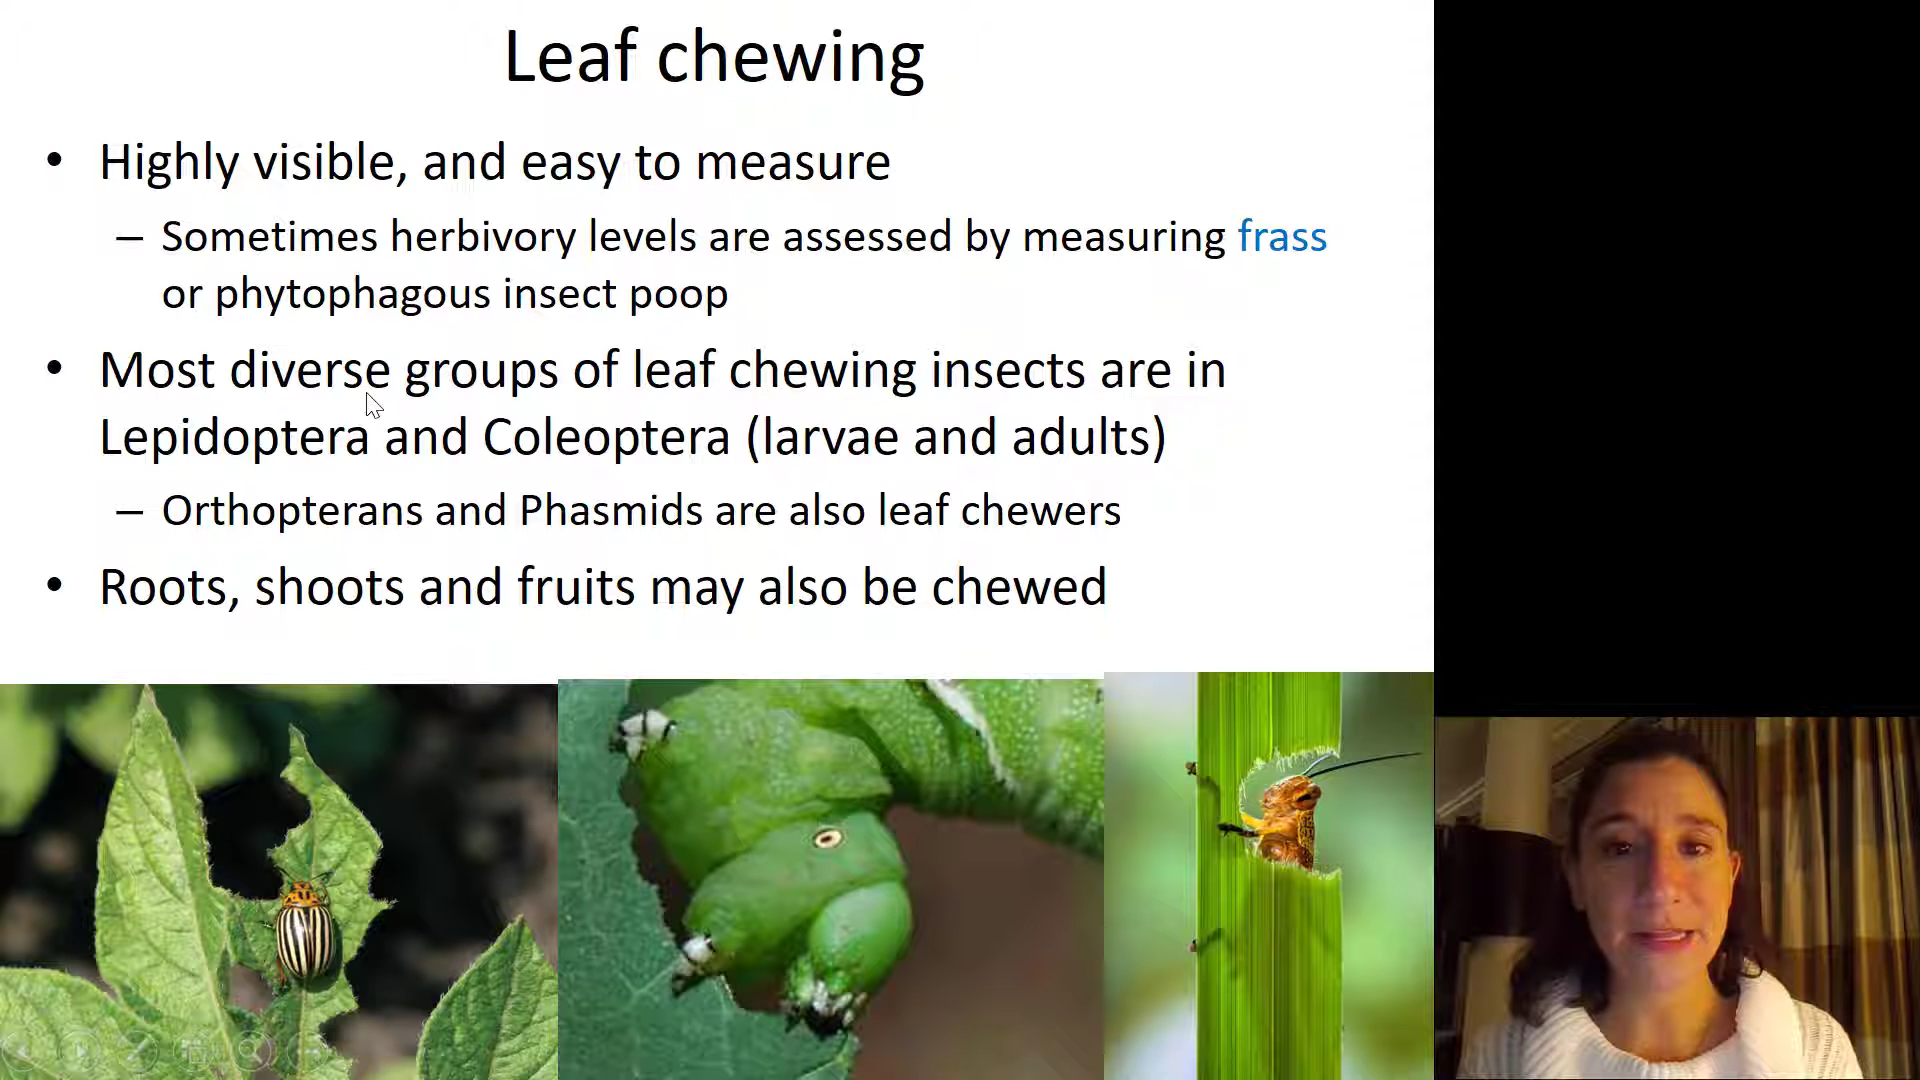 Leaf chewing
• Highly visible, and easy to measure
– Sometimes herbivory levels are assessed by measuring frass
or phytophagous insect poop
• Most diverse groups of leaf chewing insects are in
Lepidoptera and Coleoptera (larvae and adults)
– Orthopterans and Phasmids are also leaf chewers
• Roots, shoots and fruits may also be chewed